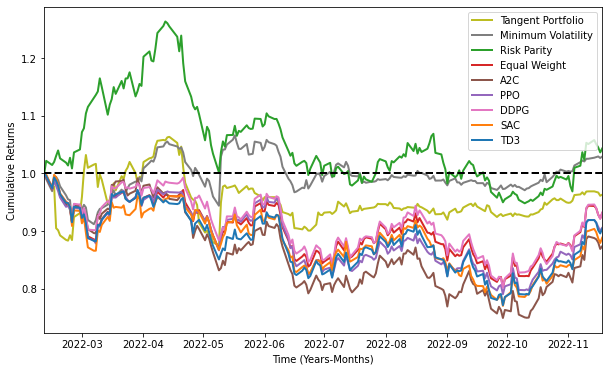 Tangent Portfolio
Minimum Volatility
Risk Parity
Equal Weight
A2C
PPO
DDPG
SAC
TD3
Cumulative Returns
1.2
1.1
1.0
0.9
0.8
2022-03 2022-04 2022-05 2022-06 2022-07 2022-08 2022-09 2022-10 2022-11
Time (Years-Months)